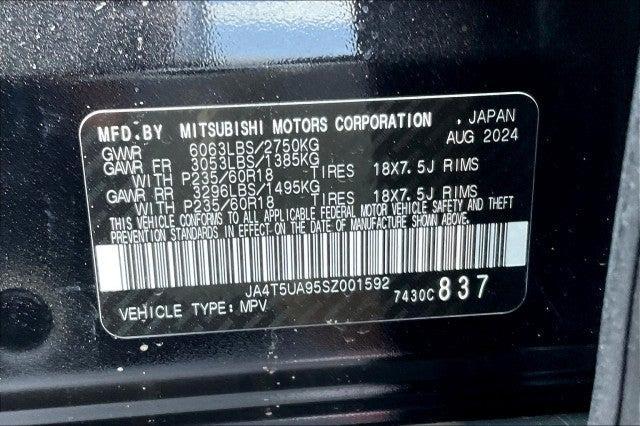 MFD.BY MITSUBISHI MOTORS CORPORATION , JAPAN
GVWR 6063LBS/2750KG AUG 2024
GAWR FR 3053LBS/1385KG
WITH P235/60R18 TIRES 18X7.5J RIMS
GAWR RR 3296LBS/1495KG
WITH P235/60R18 TIRES 18X7.5J RIMS
THIS VEHICLE CONFORMS TO ALL APPLICABLE FEDERAL MOTOR VEHICLE SAFETY AND THEFT
PREVENTION STANDARDS IN EFFECT ON THE DATE OF MANUFACTURE SHOWN ABOVE.
JA4T5UA95SZ001592
VEHICLE TYPE: MPV 7430C 837